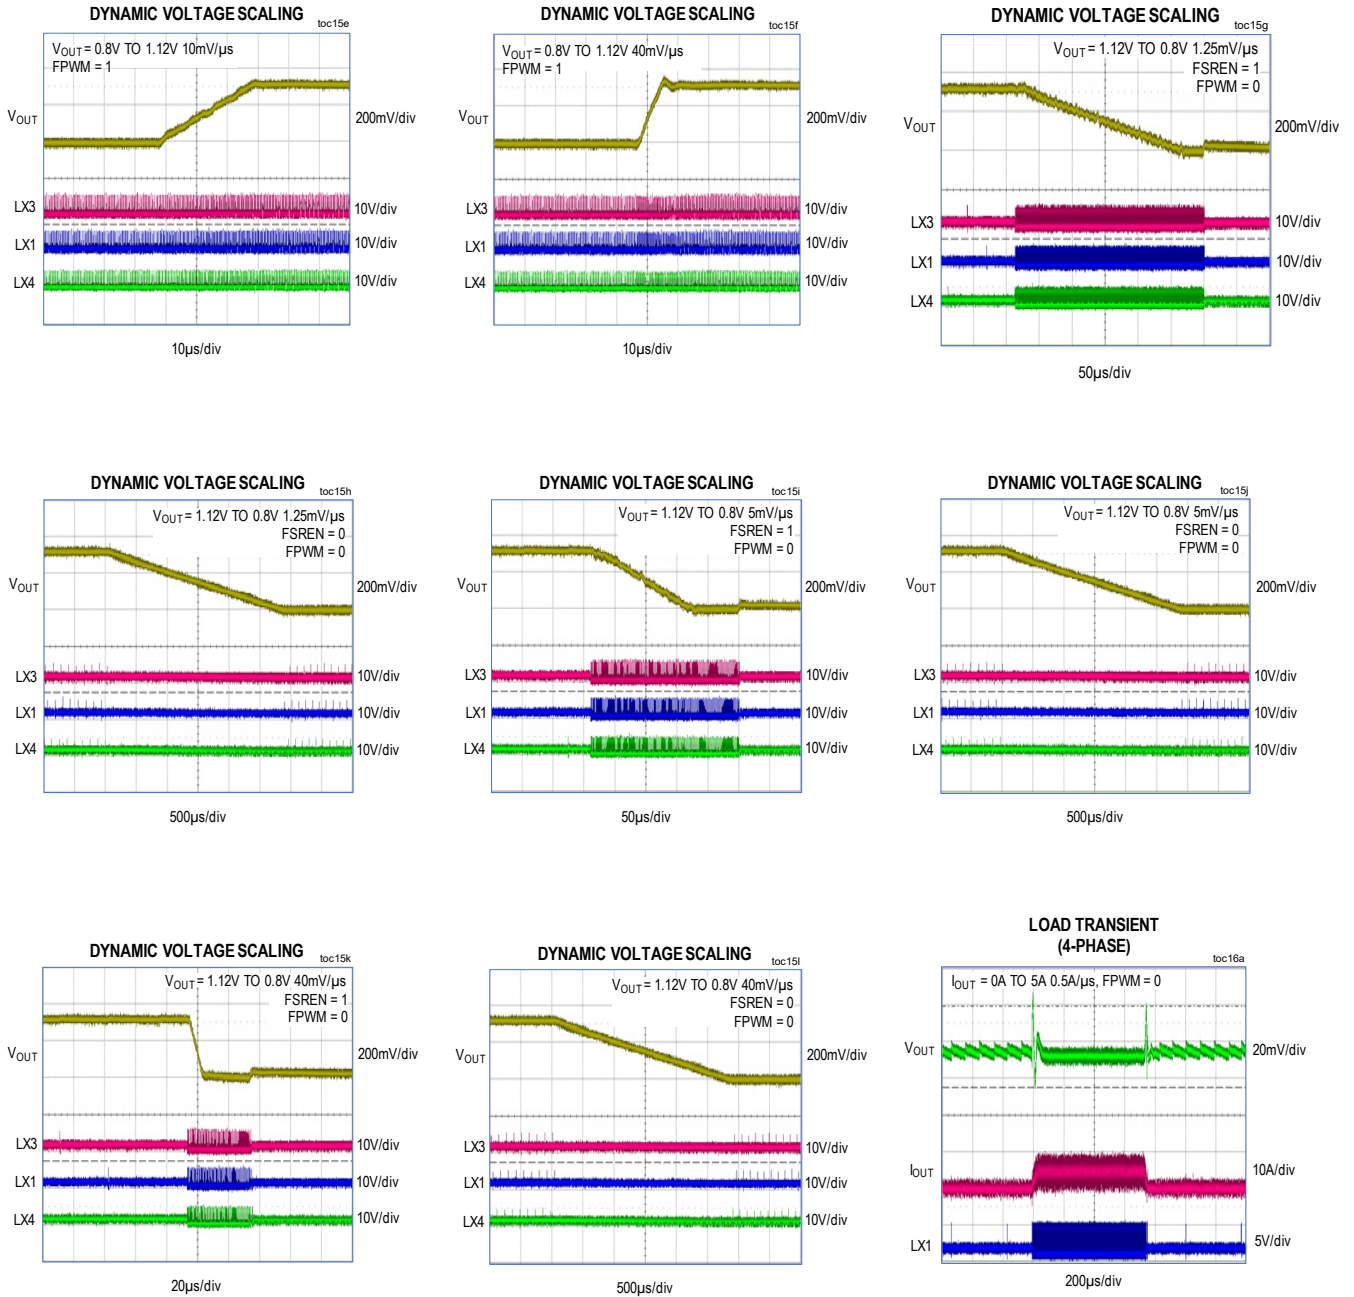 DYNAMIC VOLTAGE SCALING
toc15e
VOUT = 0.8V TO 1.12V 10mV/µs
FPWM = 1
VOUT
200mV/div
LX3
10V/div
LX1
10V/div
LX4
10V/div
10µs/div
DYNAMIC VOLTAGE SCALING
toc15f
VOUT = 0.8V TO 1.12V 40mV/µs
FPWM = 1
VOUT
200mV/div
LX3
10V/div
LX1
10V/div
LX4
10V/div
10µs/div
DYNAMIC VOLTAGE SCALING
toc15g
VOUT = 1.12V TO 0.8V 1.25mV/µs
FSREN = 1
FPWM = 0
VOUT
200mV/div
LX3
10V/div
LX1
10V/div
LX4
10V/div
50µs/div
DYNAMIC VOLTAGE SCALING
toc15h
VOUT = 1.12V TO 0.8V 1.25mV/µs
FSREN = 0
FPWM = 0
VOUT
200mV/div
LX3
10V/div
LX1
10V/div
LX4
10V/div
500µs/div
DYNAMIC VOLTAGE SCALING
toc15i
VOUT = 1.12V TO 0.8V 5mV/µs
FSREN = 1
FPWM = 0
VOUT
200mV/div
LX3
10V/div
LX1
10V/div
LX4
10V/div
50µs/div
DYNAMIC VOLTAGE SCALING
toc15j
VOUT = 1.12V TO 0.8V 5mV/µs
FSREN = 0
FPWM = 0
VOUT
200mV/div
LX3
10V/div
LX1
10V/div
LX4
10V/div
500µs/div
DYNAMIC VOLTAGE SCALING
toc15k
VOUT = 1.12V TO 0.8V 40mV/µs
FSREN = 1
FPWM = 0
VOUT
200mV/div
LX3
10V/div
LX1
10V/div
LX4
10V/div
20µs/div
DYNAMIC VOLTAGE SCALING
toc15l
VOUT = 1.12V TO 0.8V 40mV/µs
FSREN = 0
FPWM = 0
VOUT
200mV/div
LX3
10V/div
LX1
10V/div
LX4
10V/div
500µs/div
LOAD TRANSIENT
(4-PHASE)
toc16a
IOUT = 0A TO 5A 0.5A/µs, FPWM = 0
VOUT
20mV/div
IOUT
10A/div
LX1
5V/div
200µs/div